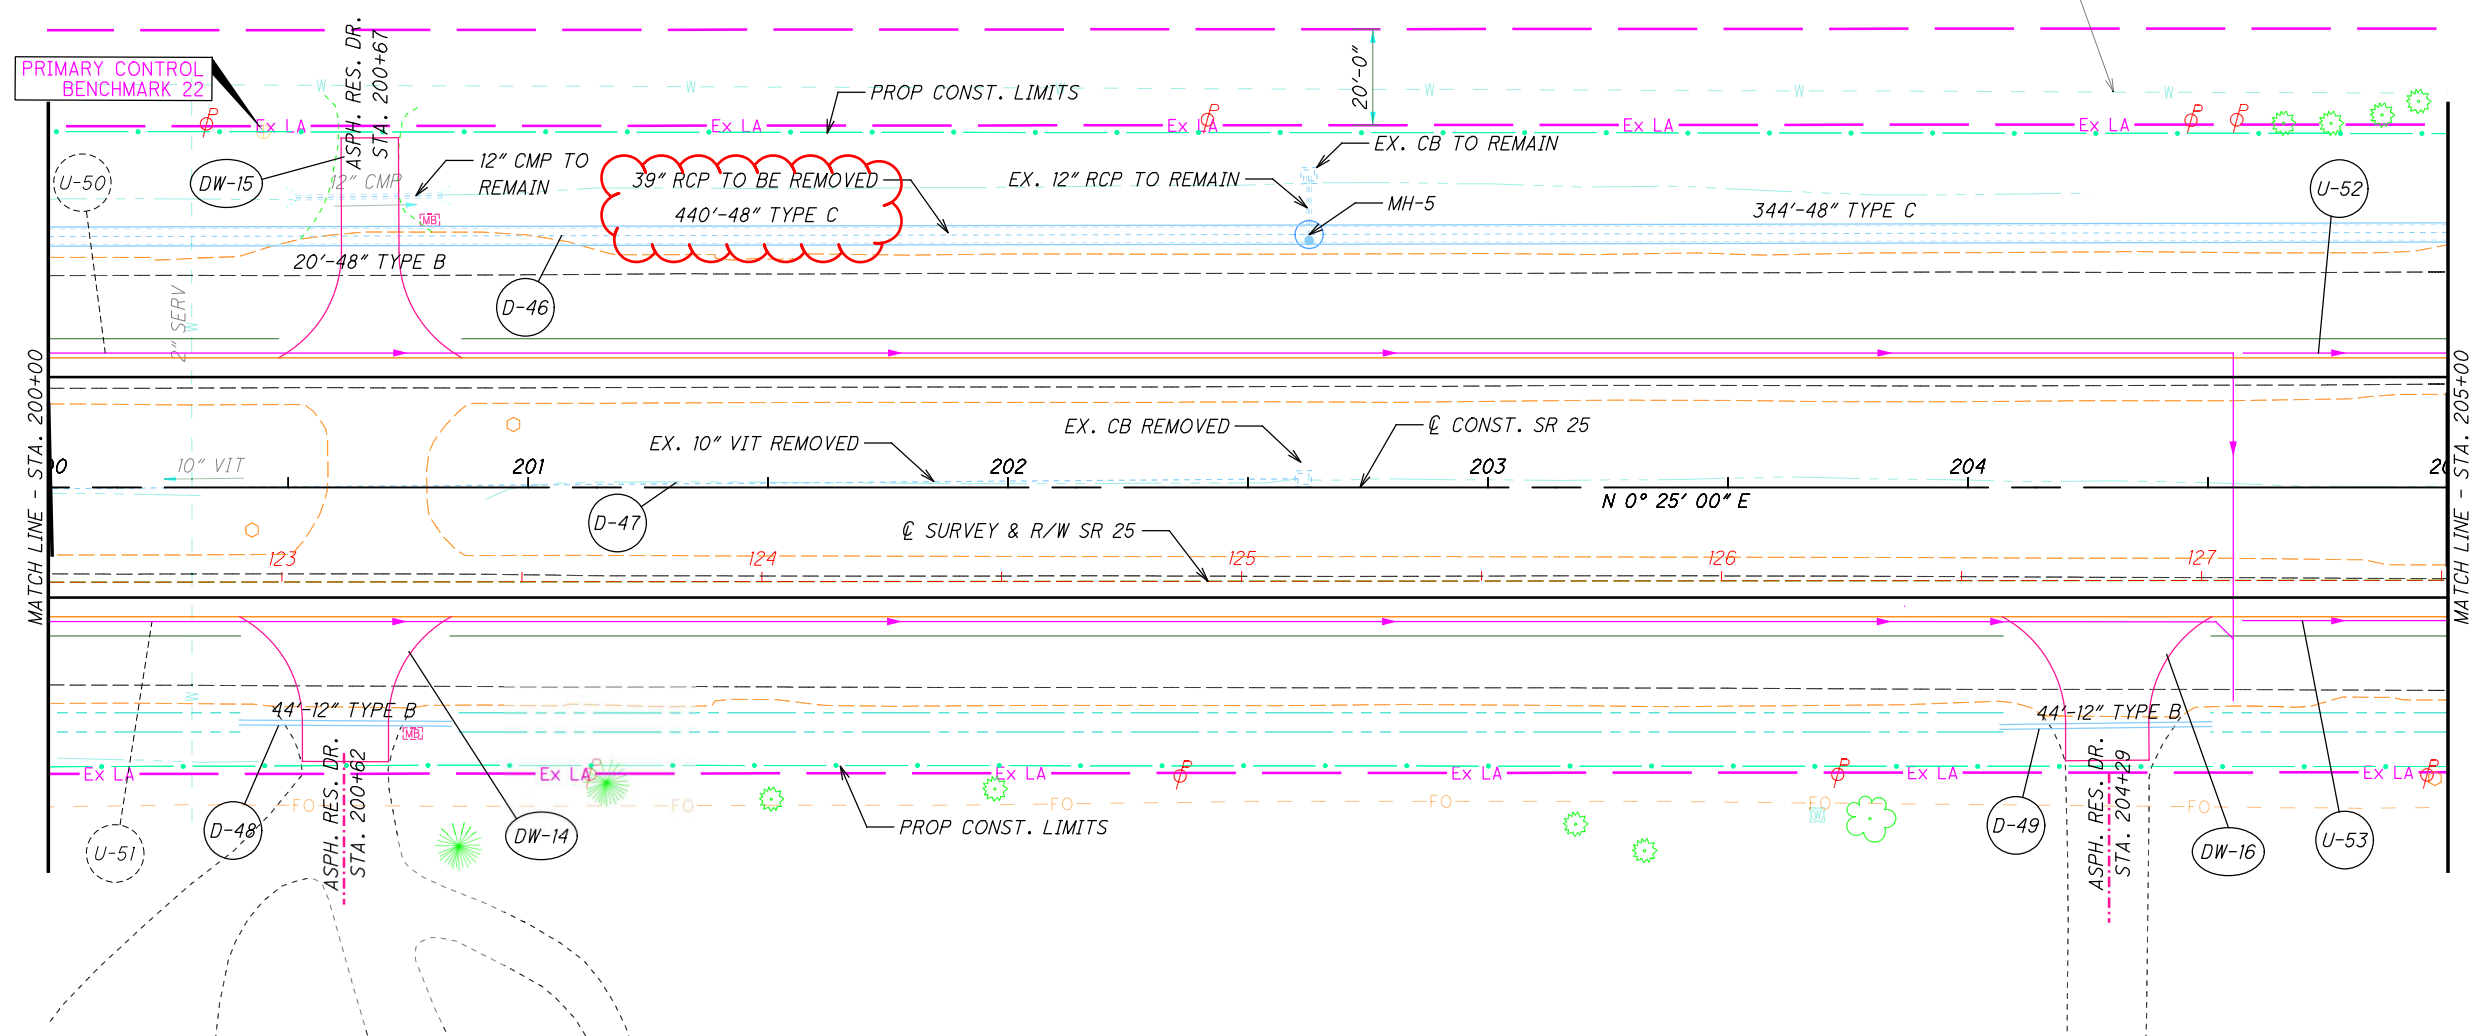 ASPH. RES. DR.
STA. 200+67
PRIMARY CONTROL
BENCHMARK 22
20'-0"
W
W
W
W
W
W
PROP CONST. LIMITS
Ex LA
Ex LA
Ex LA
Ex LA
Ex LA
P
P
P
P
EX. CB TO REMAIN
U-50
DW-15
12" CMP
12" CMP TO
REMAIN
39" RCP TO BE REMOVED
440'-48" TYPE C
EX. 12" RCP TO REMAIN
MH-5
344'-48" TYPE C
U-52
MB
20'-48" TYPE B
D-46
2" SERV
W
MATCH LINE - STA. 200+00
MATCH LINE - STA. 205+00
EX. 10" VIT REMOVED
EX. CB REMOVED
℄ CONST. SR 25
10" VIT
201
202
203
204
N 0° 25' 00" E
D-47
℄ SURVEY & R/W SR 25
123
124
125
126
127
W
44'-12" TYPE B
44'-12" TYPE B
MB
ASPH. RES. DR.
STA. 200+62
ASPH. RES. DR.
STA. 204+29
Ex LA
Ex LA
Ex LA
Ex LA
Ex LA
Ex LA
P
P
P
P
FO
FO
FO
FO
FO
FO
W
PROP CONST. LIMITS
U-51
D-48
DW-14
D-49
DW-16
U-53